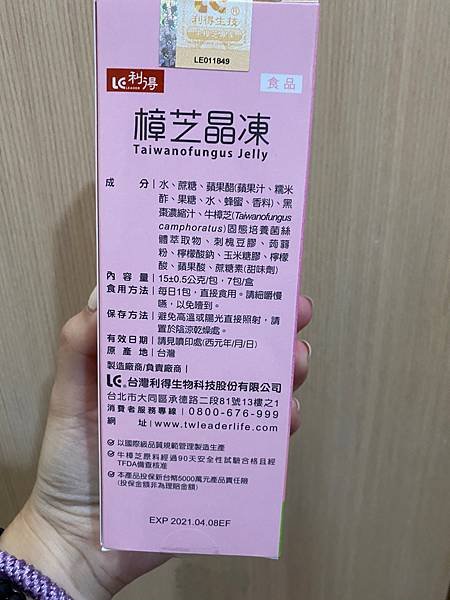 利得生技
LE011849
LC利得
LEADER
食品
樟芝晶凍
Taiwanofungus Jelly
成分 水、蔗糖、蘋果醋(蘋果汁、糯米
酢、果糖、水、蜂蜜、香料)、黑
棗濃縮汁、牛樟芝(Taiwanofungus
camphoratus)固態培養菌絲
體萃取物、刺槐豆膠、蒟蒻
粉、檸檬酸鈉、玉米糖膠、檸檬
酸、蘋果酸、蔗糖素(甜味劑)
內容量 15±0.5公克/包,7包/盒
食用方法 每日1包,直接食用。請細嚼慢
嚥,以免噎到。
保存方法 避免高溫或陽光直接照射,請
置於陰涼乾燥處。
有效日期 請見噴印處(西元年/月/日)
原產地 台灣
製造廠商/負責廠商
LC.台灣利得生物科技股份有限公司
台北市大同區承德路二段81號13樓之1
消費者服務專線 0800-676-999
網址 www.twleaderlife.com
以國際級品質規範管理製造生產
牛樟芝原料經過90天安全性試驗合格且經
TFDA備查核准
本產品投保新台幣5000萬元產品責任險
(投保金額非為理賠金額)
EXP 2021.04.08EF